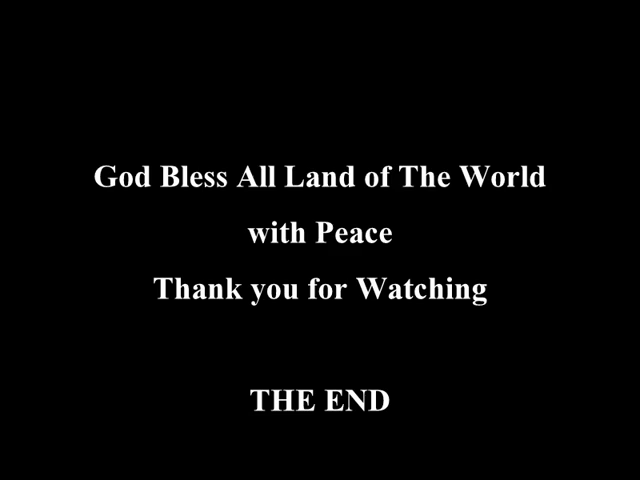 God Bless All Land of The World
with Peace
Thank you for Watching
THE END